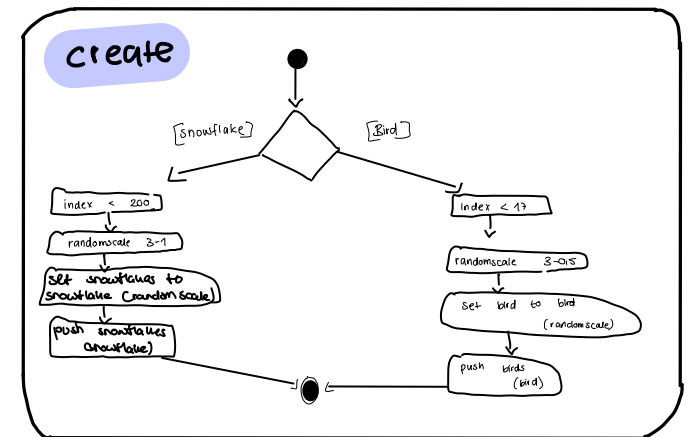 create
[snowflake]
[Bird]
index < 200
randomscale 3-1
set snowflakes to
snowflake (randomscale)
push snowflakes
(snowflake)
index < 17
randomscale 3-0,5
set bird to bird
(randomscale)
push birds
(bird)